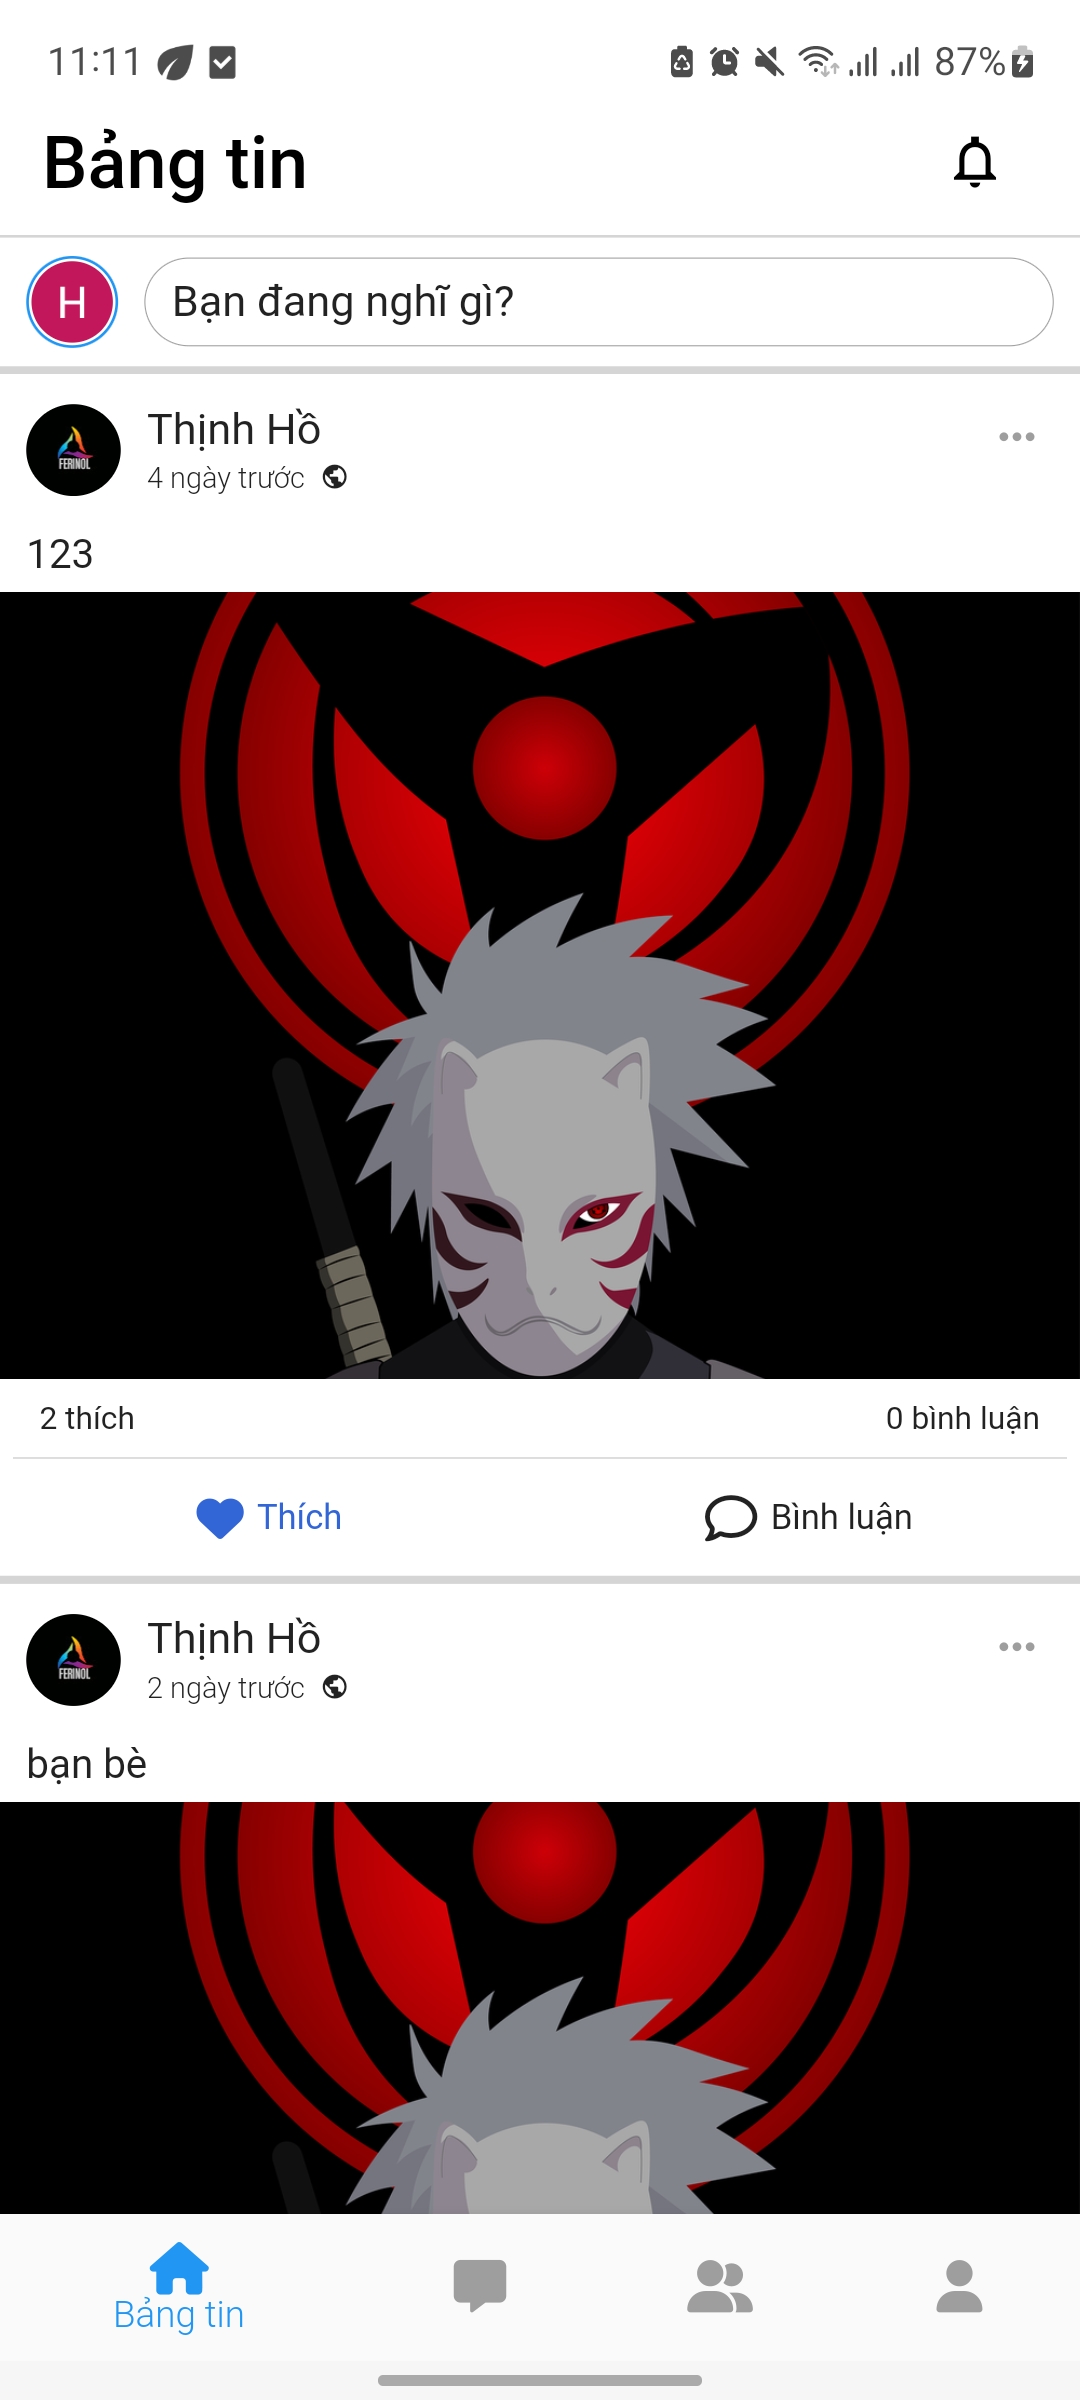 11:11
87%
Bảng tin
H
Bạn đang nghĩ gì?
FERINOL
Thịnh Hồ
4 ngày trước
123
2 thích
0 bình luận
Thích
Bình luận
FERINOL
Thịnh Hồ
2 ngày trước
bạn bè
Bảng tin